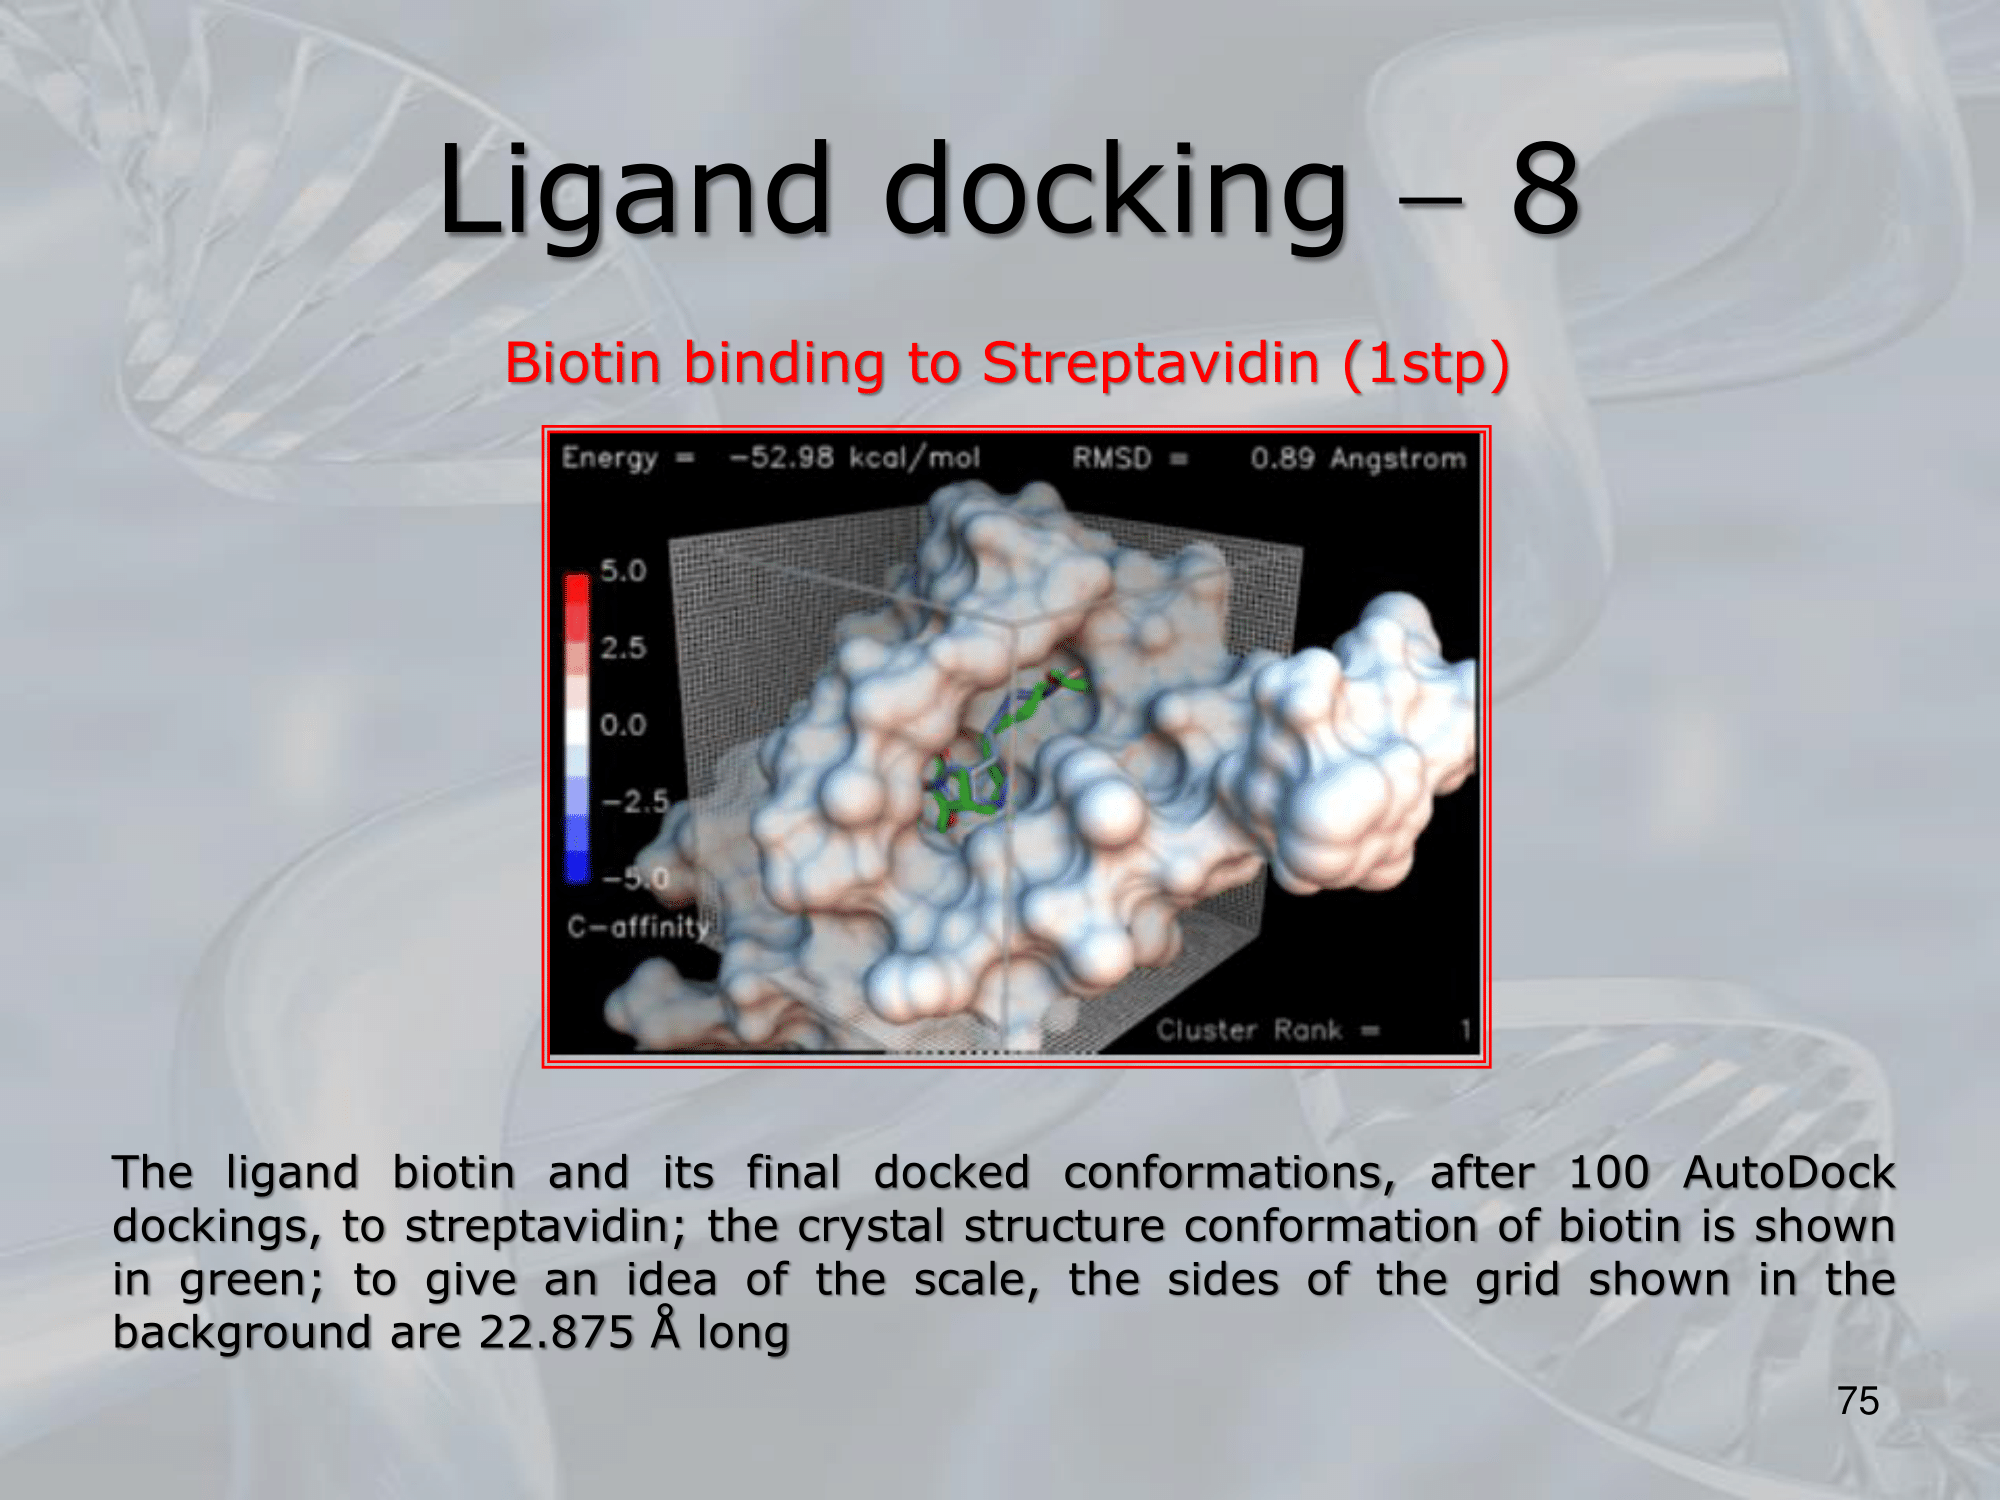 Ligand docking – 8
Biotin binding to Streptavidin (1stp)
Energy = −52.98 kcal/mol RMSD = 0.89 Angstrom
5.0
2.5
0.0
−2.5
−5.0
C−affinity
Cluster Rank = 1
The ligand biotin and its final docked conformations, after 100 AutoDock
dockings, to streptavidin; the crystal structure conformation of biotin is shown
in green; to give an idea of the scale, the sides of the grid shown in the
background are 22.875 Å long
75